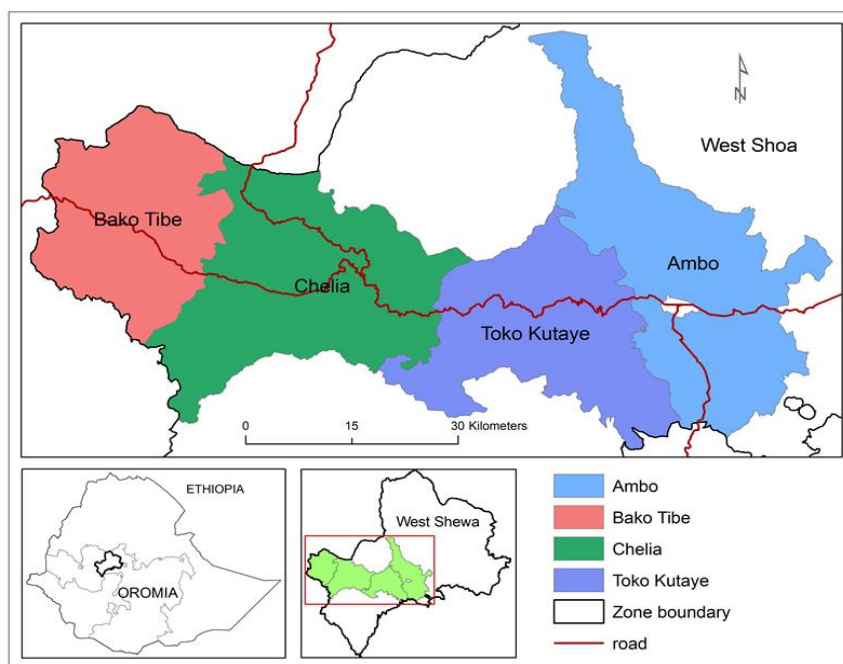 N
West Shoa
Bako Tibe
Ambo
Chelia
Toko Kutaye
0 15 30 Kilometers
ETHIOPIA
OROMIA
West Shewa
Ambo
Bako Tibe
Chelia
Toko Kutaye
Zone boundary
road